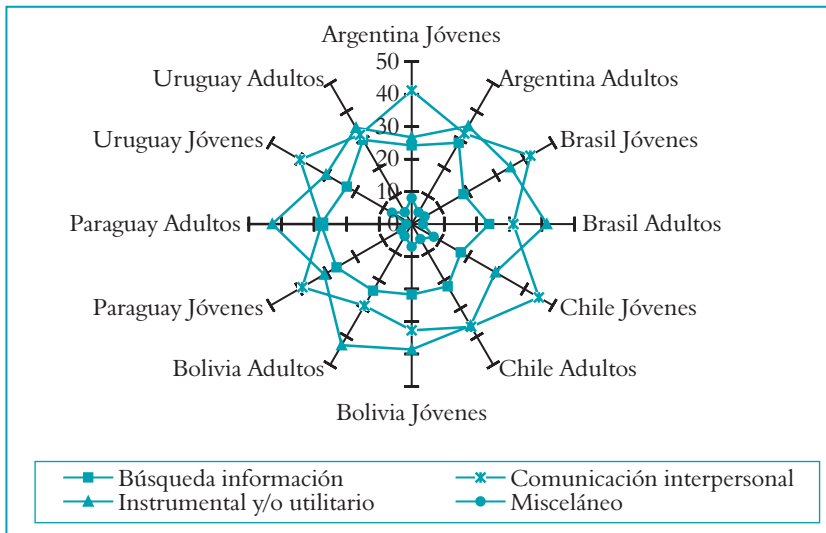 Argentina Jóvenes
50
Uruguay Adultos
40
Argentina Adultos
30
Uruguay Jóvenes
20
Brasil Jóvenes
10
Paraguay Adultos
0
Brasil Adultos
Paraguay Jóvenes
Chile Jóvenes
Bolivia Adultos
Chile Adultos
Bolivia Jóvenes
Búsqueda información
Comunicación interpersonal
Instrumental y/o utilitario
Misceláneo